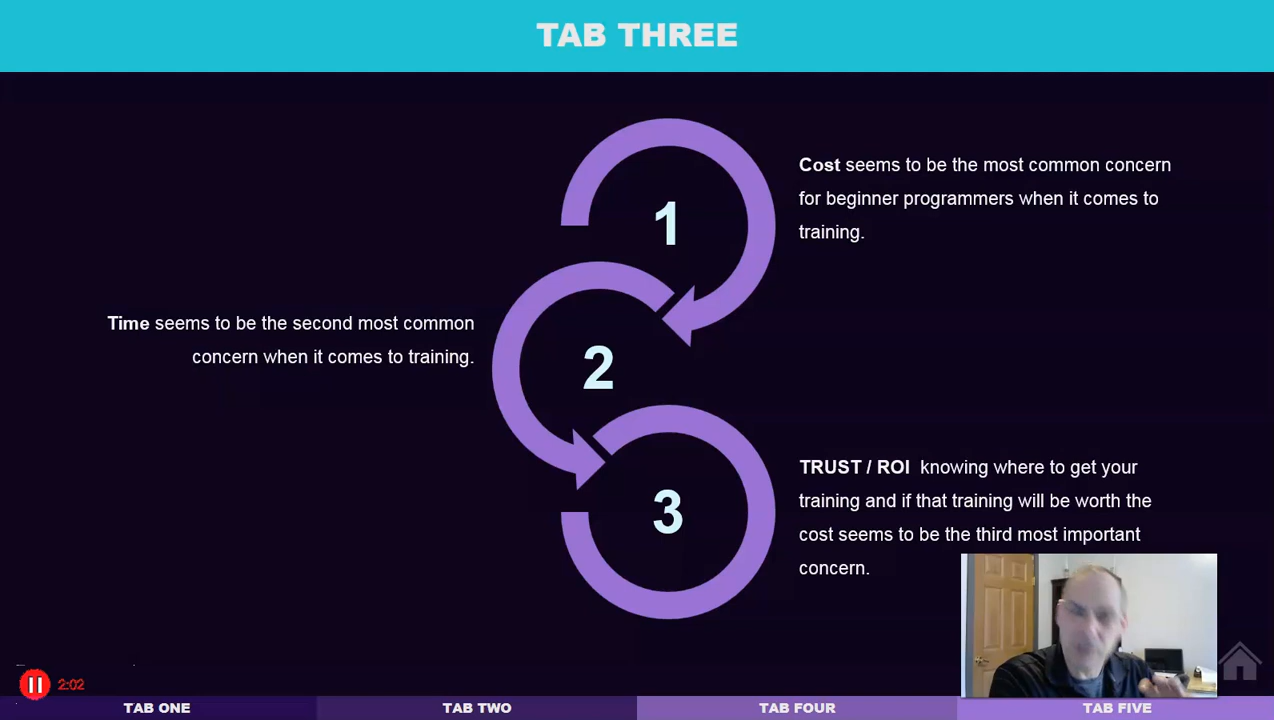 TAB THREE
1
Cost seems to be the most common concern
for beginner programmers when it comes to
training.
Time seems to be the second most common
concern when it comes to training.
2
TRUST / ROI knowing where to get your
training and if that training will be worth the
cost seems to be the third most important
concern.
3
2:02
TAB ONE
TAB TWO
TAB FOUR
TAB FIVE